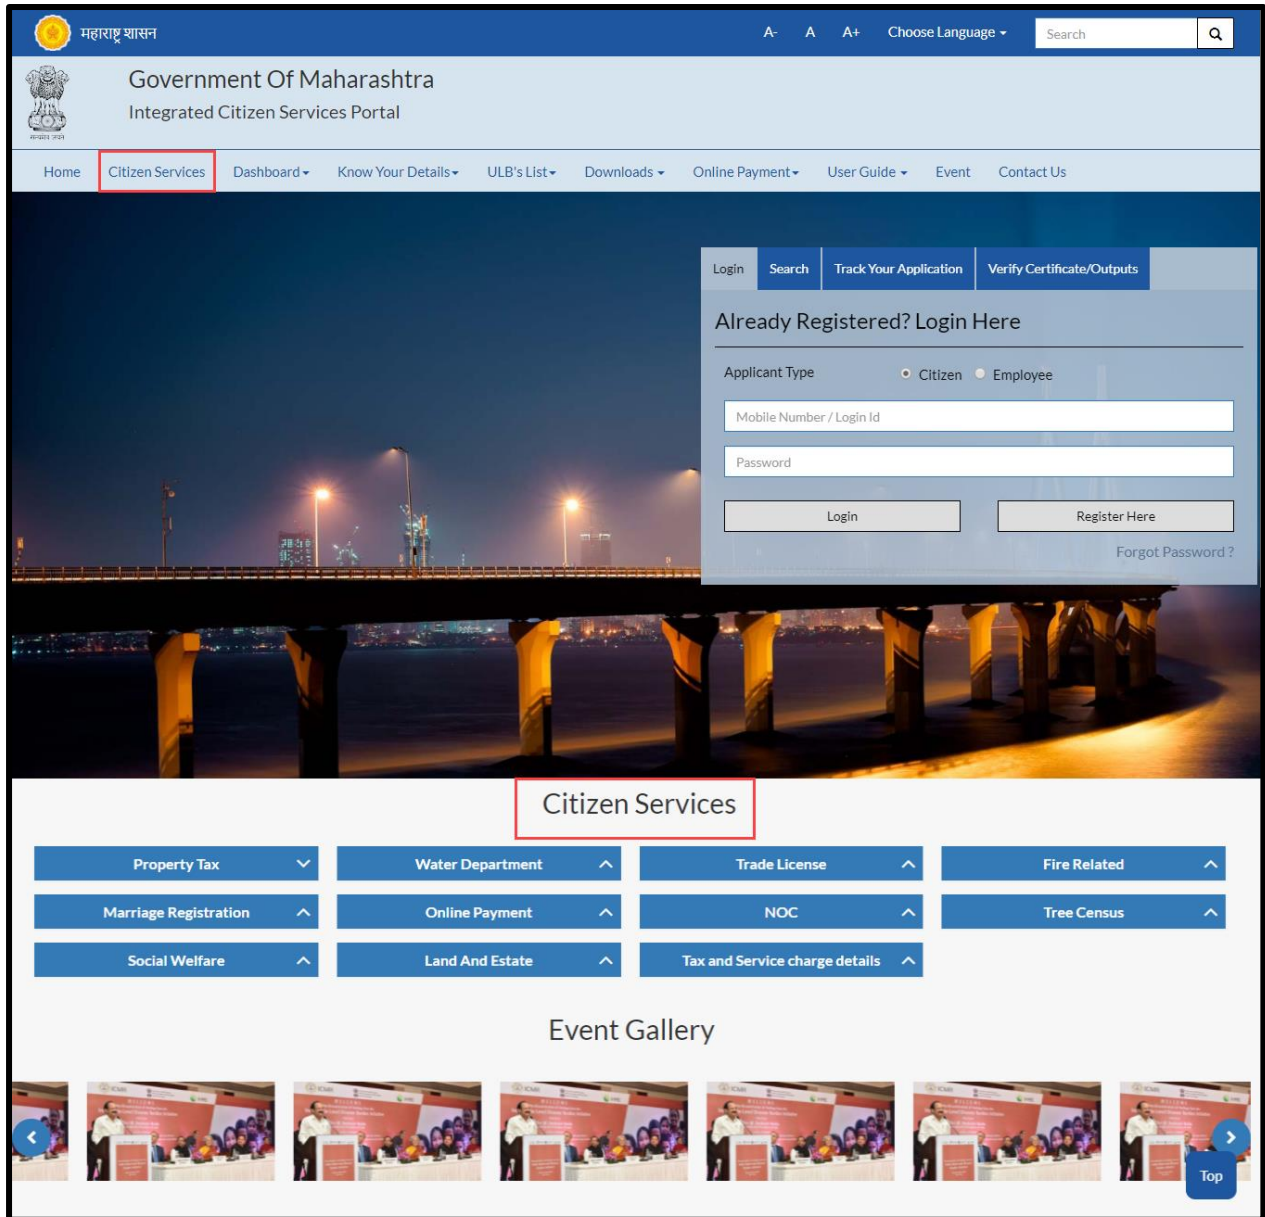 महाराष्ट्र शासन
A- A A+ Choose Language Search
Government Of Maharashtra
Integrated Citizen Services Portal
सत्यमेव जयते
Home Citizen Services Dashboard Know Your Details ULB's List Downloads Online Payment User Guide Event Contact Us
Login Search Track Your Application Verify Certificate/Outputs
Already Registered? Login Here
Applicant Type Citizen Employee
Mobile Number / Login Id
Password
Login Register Here
Forgot Password ?
Citizen Services
Property Tax Water Department Trade License Fire Related
Marriage Registration Online Payment NOC Tree Census
Social Welfare Land And Estate Tax and Service charge details
Event Gallery
WELCOME
Top